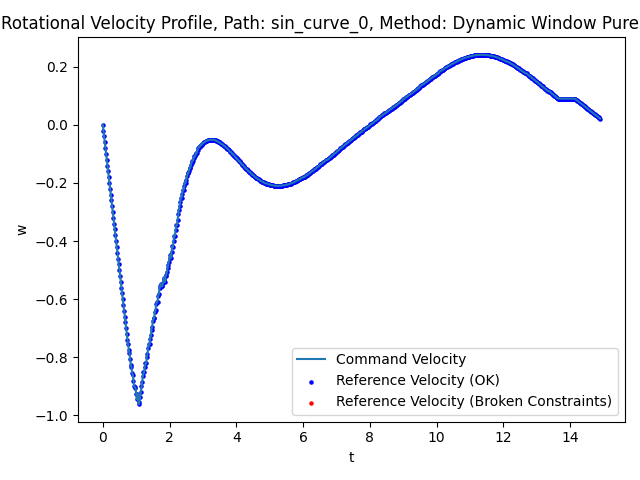 Rotational Velocity Profile, Path: sin_curve_0, Method: Dynamic Window Pure
0.2
0.0
−0.2
−0.4
−0.6
−0.8
−1.0
w
Command Velocity
Reference Velocity (OK)
Reference Velocity (Broken Constraints)
0 2 4 6 8 10 12 14
t